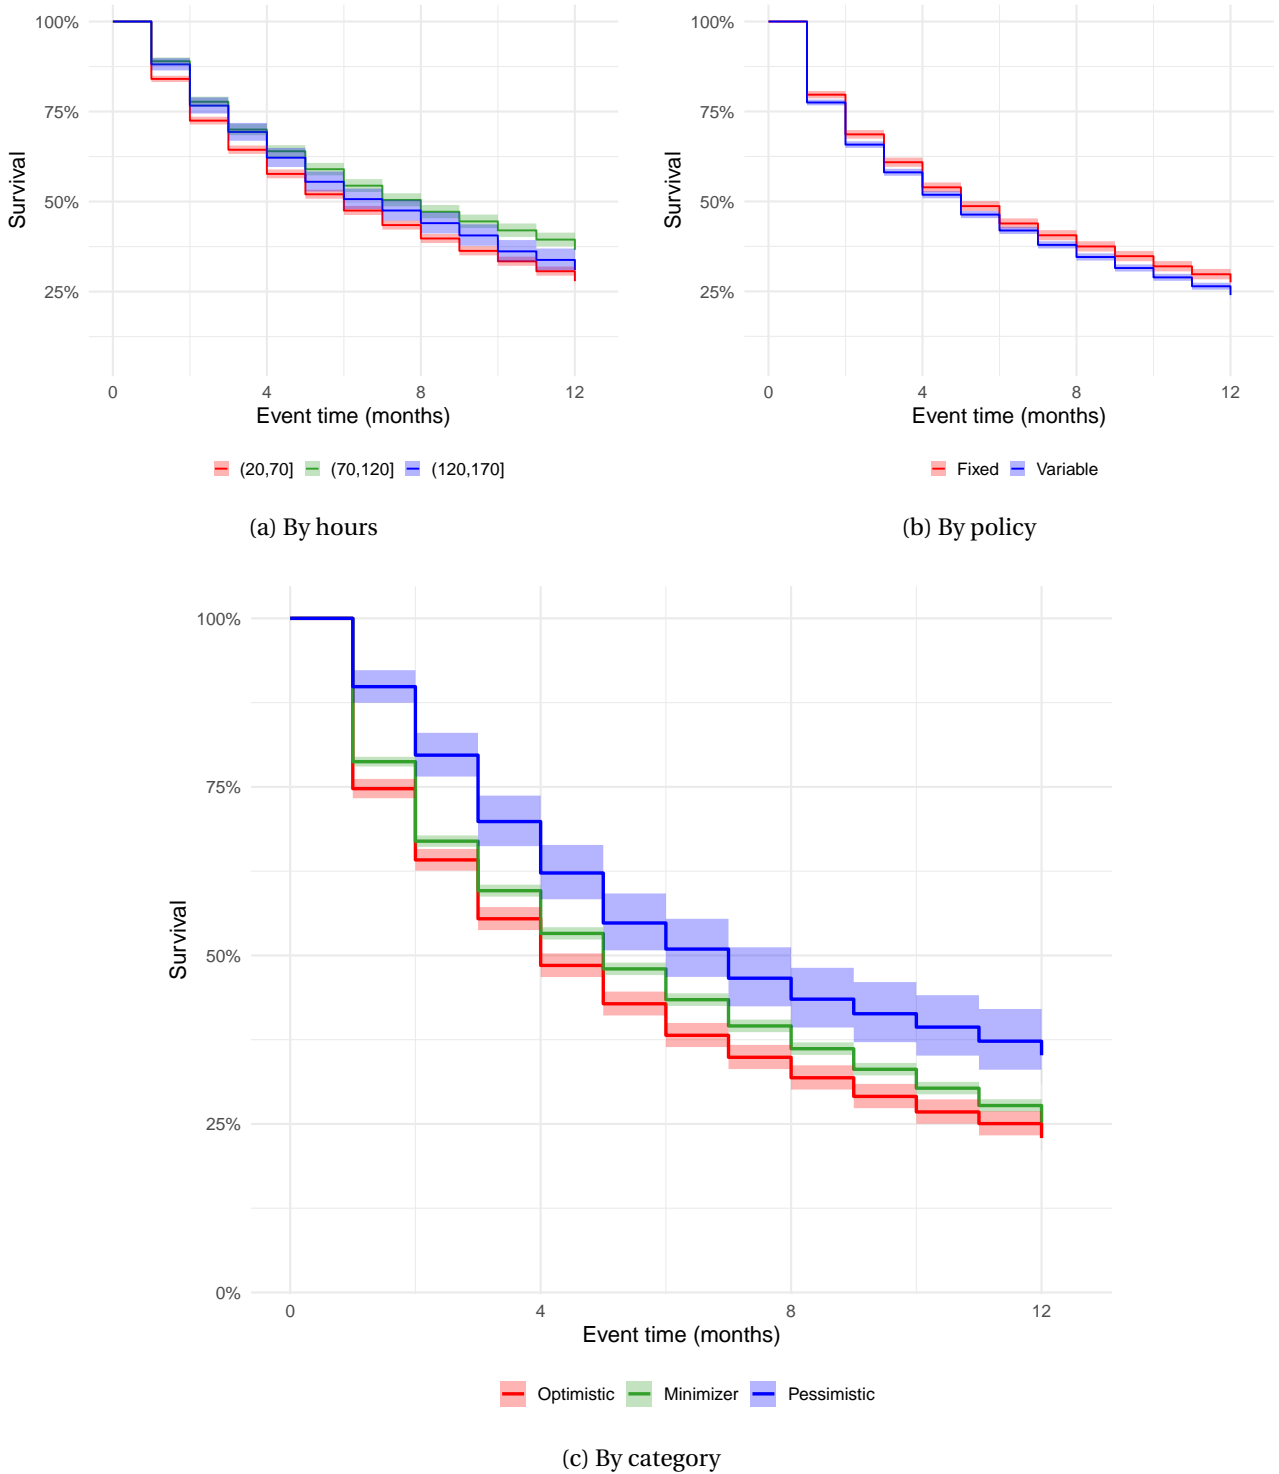 100%
75%
50%
25%
Survival
0 4 8 12
Event time (months)
(20,70] (70,120] (120,170]
(a) By hours
100%
75%
50%
25%
Survival
0 4 8 12
Event time (months)
Fixed Variable
(b) By policy
100%
75%
50%
25%
0%
Survival
0 4 8 12
Event time (months)
Optimistic Minimizer Pessimistic
(c) By category